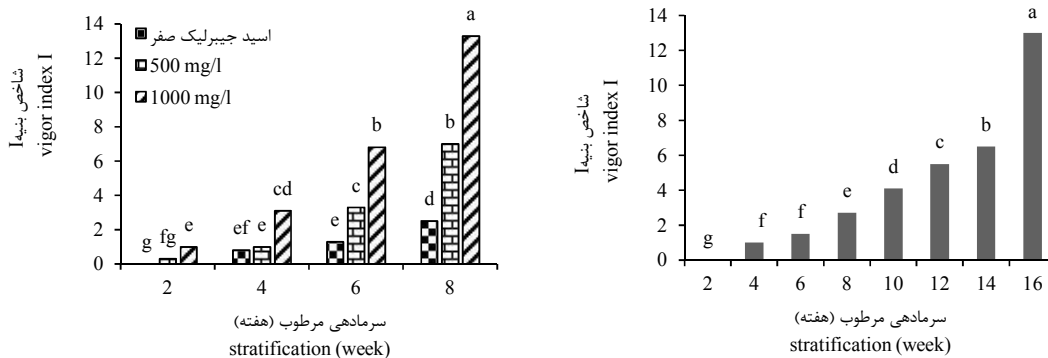 14
12
10
8
6
4
2
0
شاخص بنیهI
vigor index I
اسید جیبرلیک صفر
500 mg/l
1000 mg/l
g fg e
ef e cd
e c b
d b a
2 4 6 8
سرمادهی مرطوب (هفته)
stratification (week)
14
12
10
8
6
4
2
0
شاخص بنیهI
vigor index I
g f f e d c b a
2 4 6 8 10 12 14 16
سرمادهی مرطوب (هفته)
stratification (week)